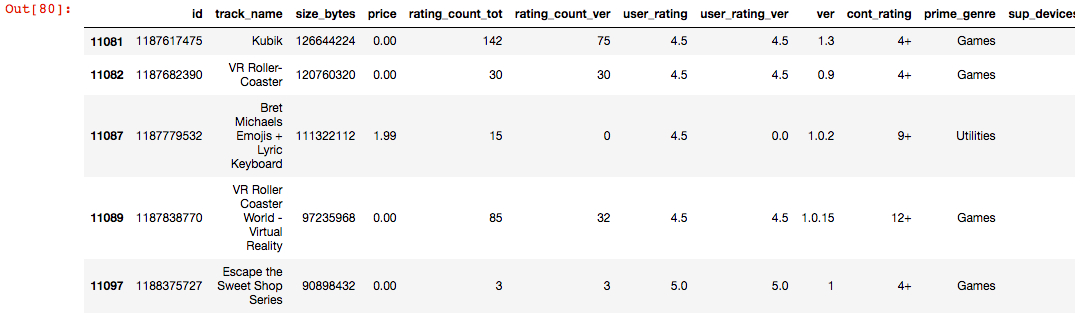 Out[80]:
id track_name size_bytes price rating_count_tot rating_count_ver user_rating user_rating_ver ver cont_rating prime_genre sup_devices
11081 1187617475 Kubik 126644224 0.00 142 75 4.5 4.5 1.3 4+ Games
11082 1187682390 VR Roller-
Coaster 120760320 0.00 30 30 4.5 4.5 0.9 4+ Games
11087 1187779532 Bret
Michaels
Emojis +
Lyric
Keyboard 111322112 1.99 15 0 4.5 0.0 1.0.2 9+ Utilities
11089 1187838770 VR Roller
Coaster
World -
Virtual
Reality 97235968 0.00 85 32 4.5 4.5 1.0.15 12+ Games
11097 1188375727 Escape the
Sweet Shop
Series 90898432 0.00 3 3 5.0 5.0 1 4+ Games